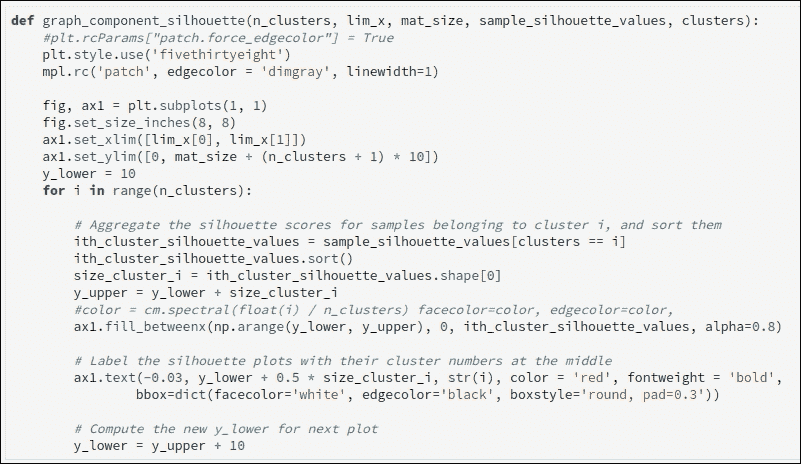 def graph_component_silhouette(n_clusters, lim_x, mat_size, sample_silhouette_values, clusters):
    #plt.rcParams["patch.force_edgecolor"] = True
    plt.style.use('fivethirtyeight')
    mpl.rc('patch', edgecolor = 'dimgray', linewidth=1)

    fig, ax1 = plt.subplots(1, 1)
    fig.set_size_inches(8, 8)
    ax1.set_xlim([lim_x[0], lim_x[1]])
    ax1.set_ylim([0, mat_size + (n_clusters + 1) * 10])
    y_lower = 10
    for i in range(n_clusters):

        # Aggregate the silhouette scores for samples belonging to cluster i, and sort them
        ith_cluster_silhouette_values = sample_silhouette_values[clusters == i]
        ith_cluster_silhouette_values.sort()
        size_cluster_i = ith_cluster_silhouette_values.shape[0]
        y_upper = y_lower + size_cluster_i
        #color = cm.spectral(float(i) / n_clusters) facecolor=color, edgecolor=color,
        ax1.fill_betweenx(np.arange(y_lower, y_upper), 0, ith_cluster_silhouette_values, alpha=0.8)

        # Label the silhouette plots with their cluster numbers at the middle
        ax1.text(-0.03, y_lower + 0.5 * size_cluster_i, str(i), color = 'red', fontweight = 'bold',
                bbox=dict(facecolor='white', edgecolor='black', boxstyle='round, pad=0.3'))

        # Compute the new y_lower for next plot
        y_lower = y_upper + 10